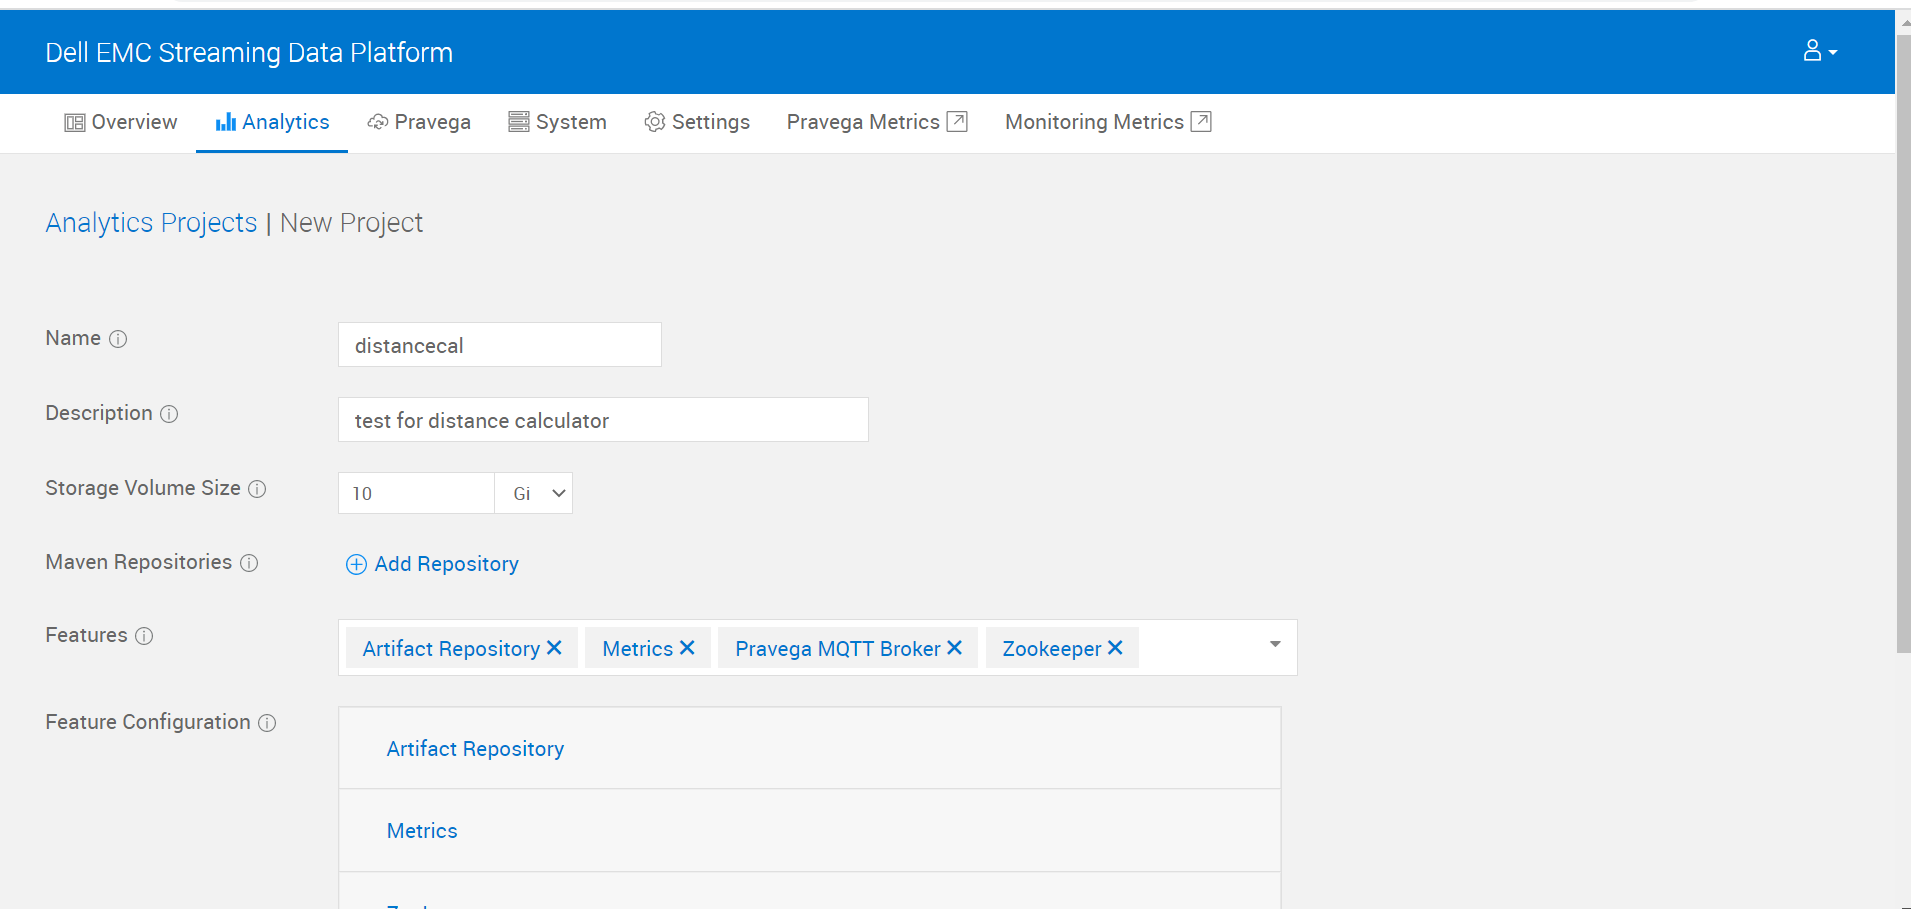 Dell EMC Streaming Data Platform
Overview Analytics Pravega System Settings Pravega Metrics Monitoring Metrics
Analytics Projects | New Project
Name distancecal
Description test for distance calculator
Storage Volume Size 10 Gi
Maven Repositories Add Repository
Features Artifact Repository Metrics Pravega MQTT Broker Zookeeper
Feature Configuration
Artifact Repository
Metrics